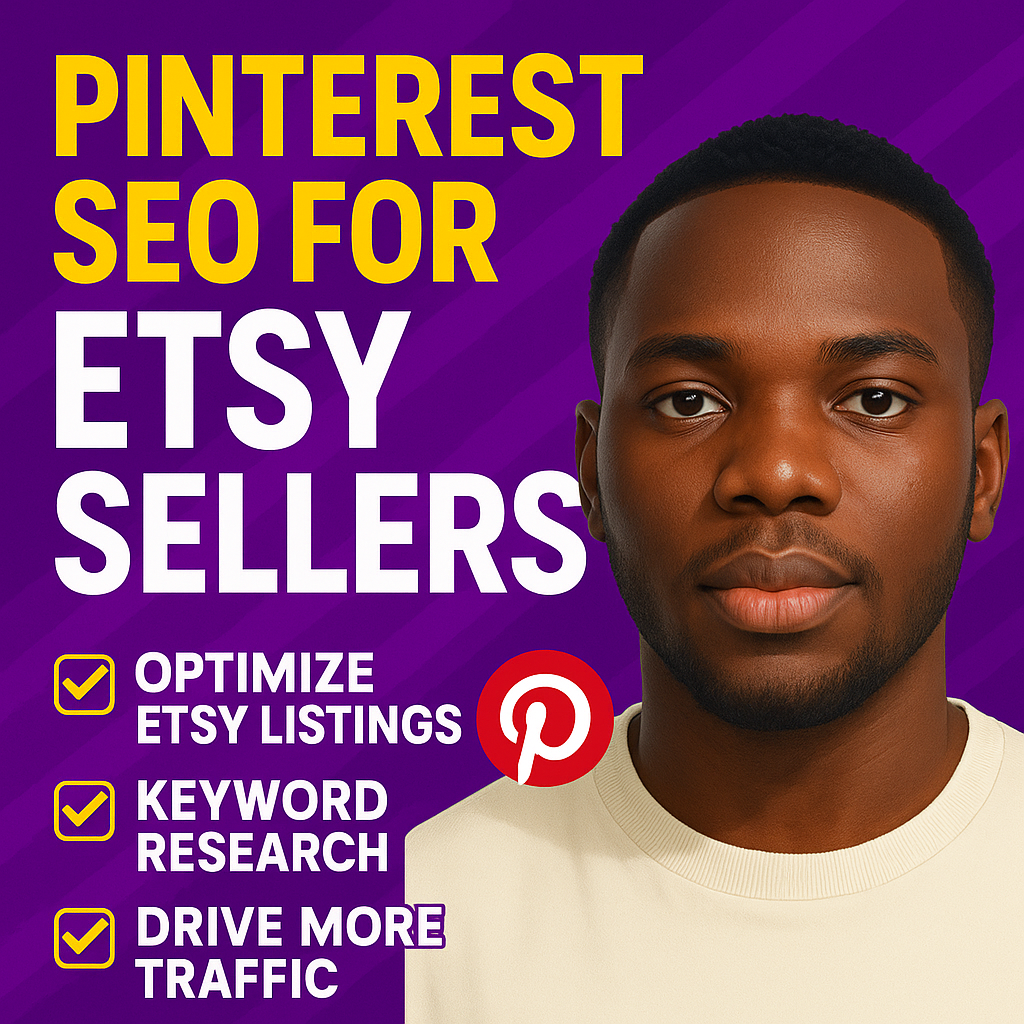 PINTEREST
SEO FOR
ETSY
SELLERS
OPTIMIZE
ETSY LISTINGS
KEYWORD
RESEARCH
DRIVE MORE
TRAFFIC